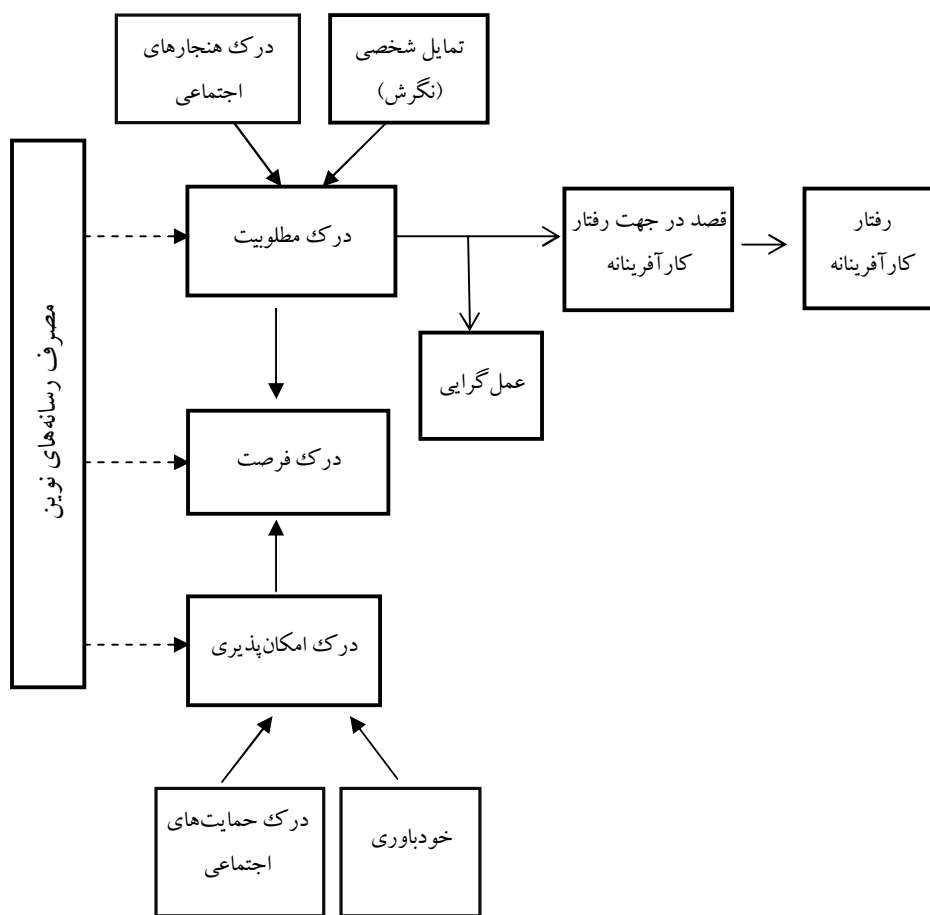 درک هنجارهای
اجتماعی
تمایل شخصی
(نگرش)
مصرف رسانه‌های نوین
درک مطلوبیت
قصد در جهت رفتار
کارآفرینانه
رفتار
کارآفرینانه
عمل‌گرایی
درک فرصت
درک امکان‌پذیری
درک حمایت‌های
اجتماعی
خودباوری